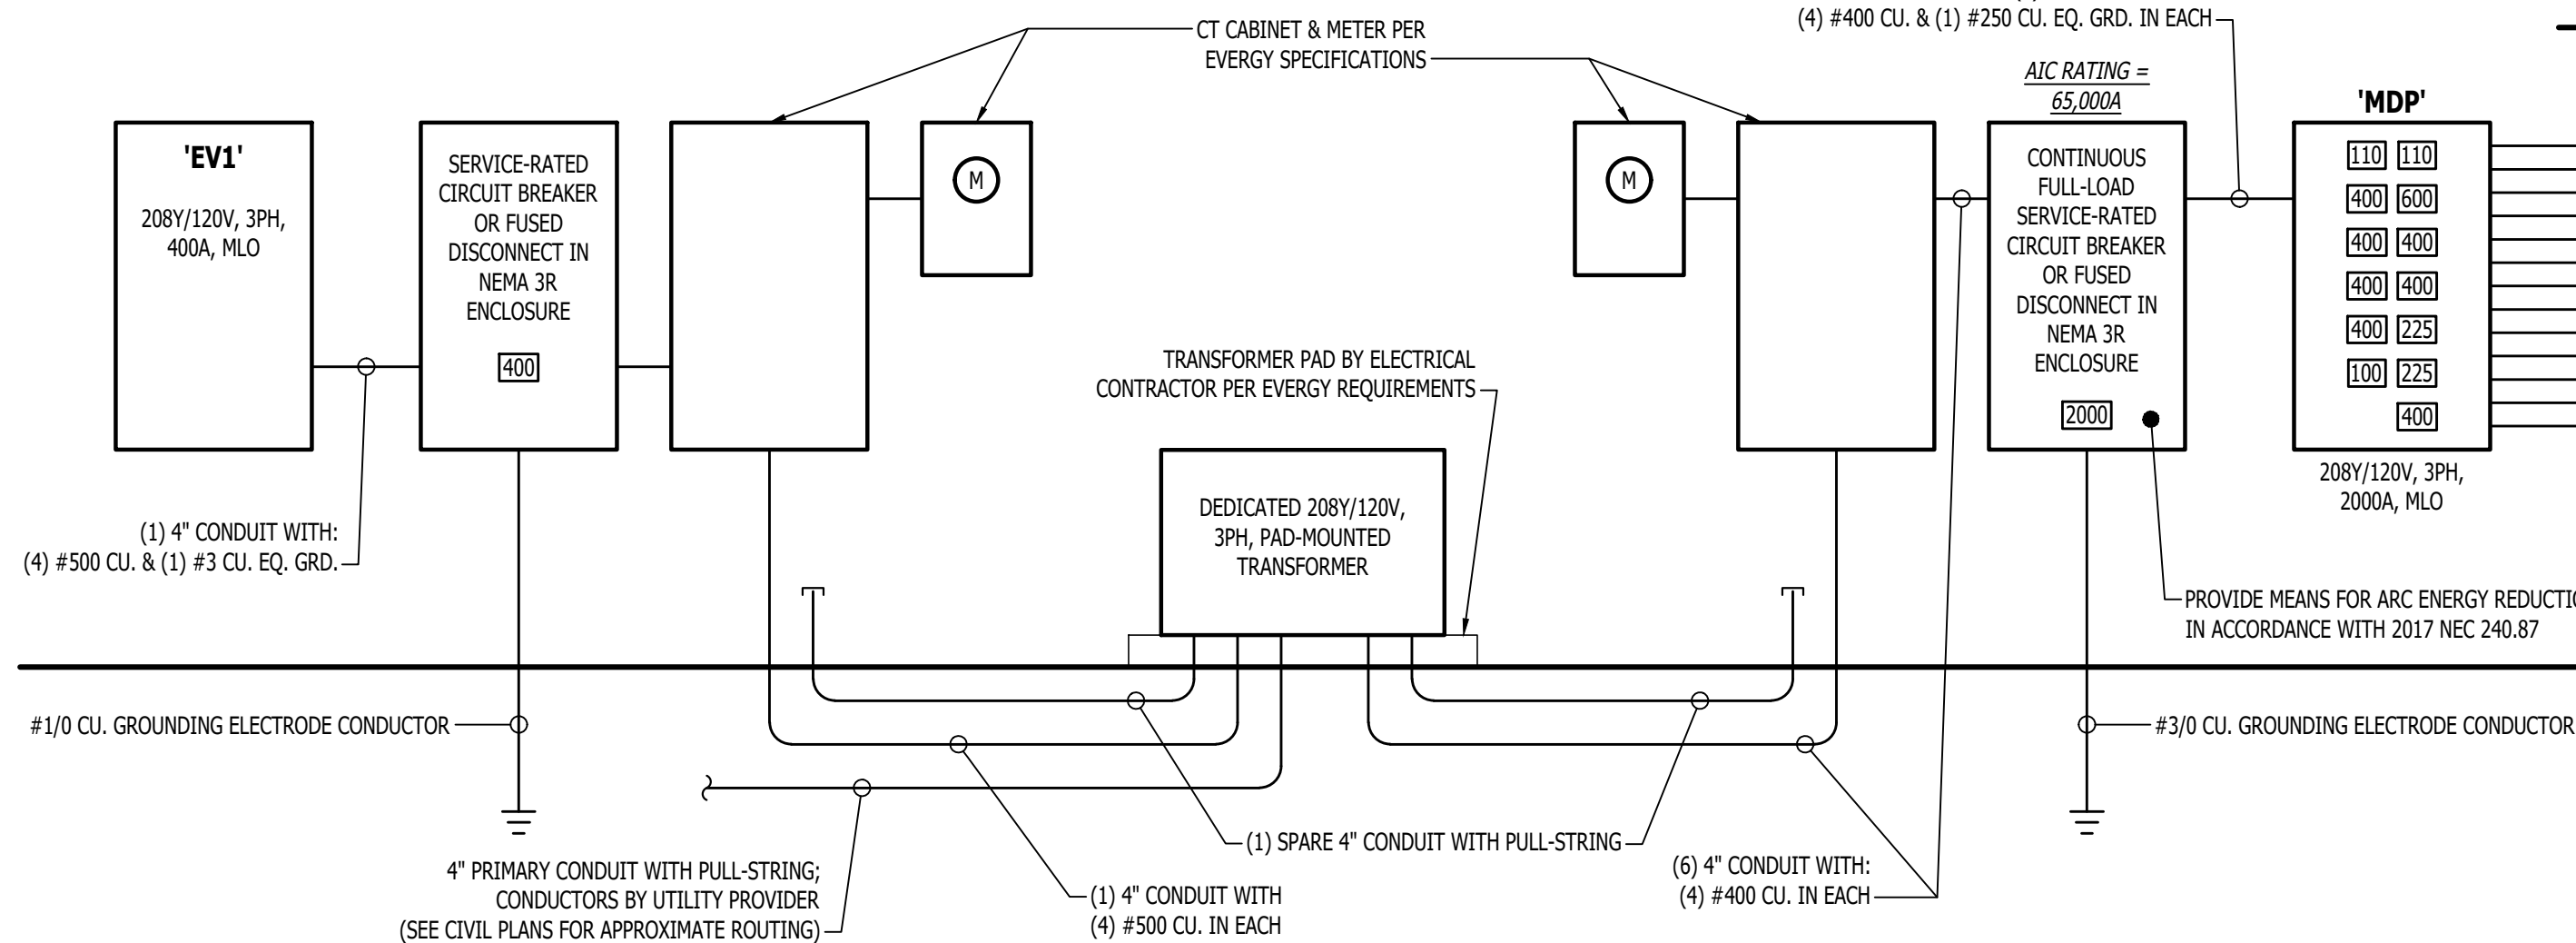 CT CABINET & METER PER
EVERGY SPECIFICATIONS
(4) #400 CU. & (1) #250 CU. EQ. GRD. IN EACH
AIC RATING =
65,000A
'MDP'
'EV1'
208Y/120V, 3PH,
400A, MLO
SERVICE-RATED
CIRCUIT BREAKER
OR FUSED
DISCONNECT IN
NEMA 3R
ENCLOSURE
400
M
M
CONTINUOUS
FULL-LOAD
SERVICE-RATED
CIRCUIT BREAKER
OR FUSED
DISCONNECT IN
NEMA 3R
ENCLOSURE
2000
110 110
400 600
400 400
400 400
400 225
100 225
400
208Y/120V, 3PH,
2000A, MLO
TRANSFORMER PAD BY ELECTRICAL
CONTRACTOR PER EVERGY REQUIREMENTS
DEDICATED 208Y/120V,
3PH, PAD-MOUNTED
TRANSFORMER
(1) 4" CONDUIT WITH:
(4) #500 CU. & (1) #3 CU. EQ. GRD.
PROVIDE MEANS FOR ARC ENERGY REDUCTI
IN ACCORDANCE WITH 2017 NEC 240.87
#1/0 CU. GROUNDING ELECTRODE CONDUCTOR
#3/0 CU. GROUNDING ELECTRODE CONDUCTOR
(1) SPARE 4" CONDUIT WITH PULL-STRING
4" PRIMARY CONDUIT WITH PULL-STRING;
CONDUCTORS BY UTILITY PROVIDER
(SEE CIVIL PLANS FOR APPROXIMATE ROUTING)
(1) 4" CONDUIT WITH
(4) #500 CU. IN EACH
(6) 4" CONDUIT WITH:
(4) #400 CU. IN EACH